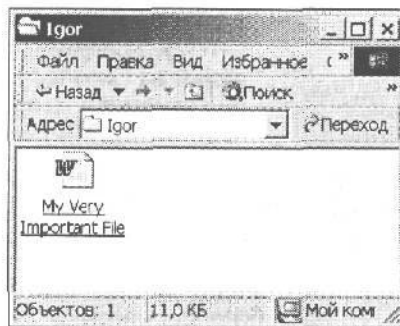 Igor
Файл Правка Вид Избранное
Назад Поиск
Адрес Igor Переход
My Very
Important File
Объектов: 1 11,0 КБ Мой комг